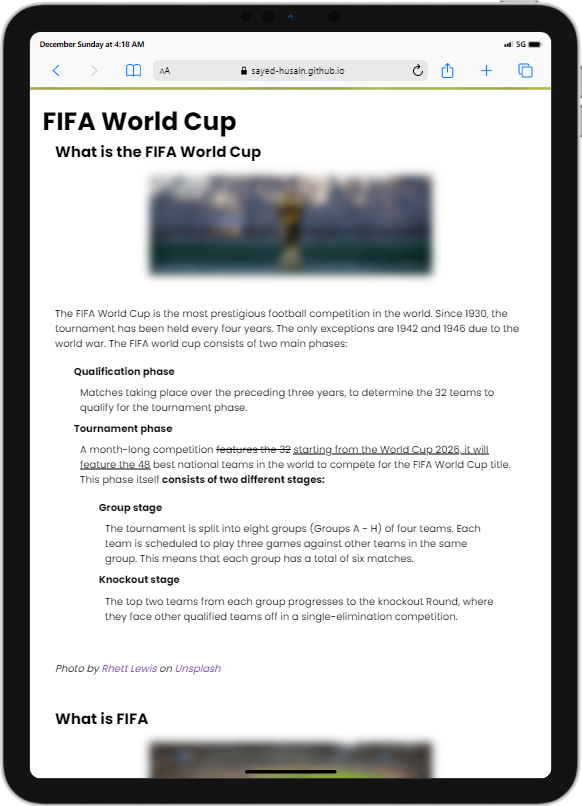 December Sunday at 4:18 AM
5G
AA
sayed-husain.github.io
FIFA World Cup
What is the FIFA World Cup
The FIFA World Cup is the most prestigious football competition in the world. Since 1930, the
tournament has been held every four years. The only exceptions are 1942 and 1946 due to the
world war. The FIFA world cup consists of two main phases:
Qualification phase
Matches taking place over the preceding three years, to determine the 32 teams to
qualify for the tournament phase.
Tournament phase
A month-long competition features the 32 starting from the World Cup 2026, it will
feature the 48 best national teams in the world to compete for the FIFA World Cup title.
This phase itself consists of two different stages:
Group stage
The tournament is split into eight groups (Groups A - H) of four teams. Each
team is scheduled to play three games against other teams in the same
group. This means that each group has a total of six matches.
Knockout stage
The top two teams from each group progresses to the knockout Round, where
they face other qualified teams off in a single-elimination competition.
Photo by Rhett Lewis on Unsplash
What is FIFA